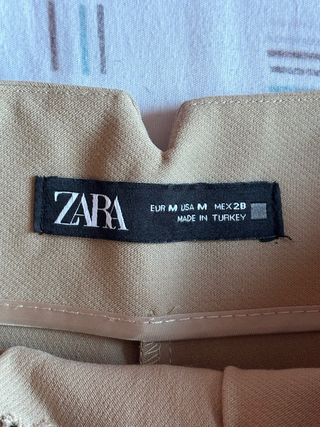 ZARA
EUR M USA M MEX 28
MADE IN TURKEY